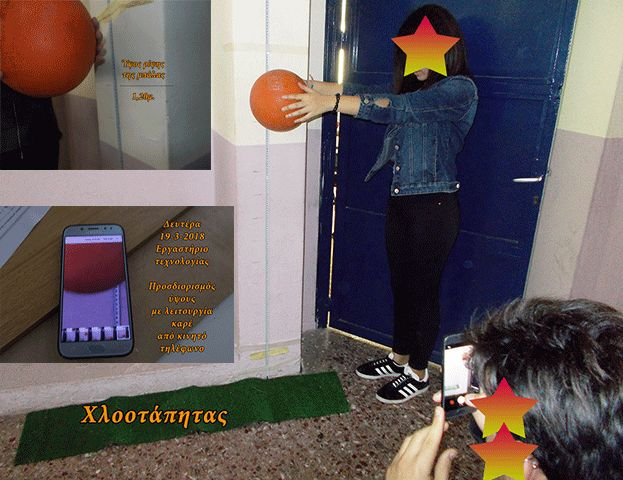 Ύψος ρίψης
της μπάλας
1,20μ.
Δευτέρα
19-3-2018
Εργαστήριο
τεχνολογίας
Προσδιορισμός
ύψους
με λειτουργία
καρέ
από κινητό
τηλέφωνο
Χλοοτάπητας